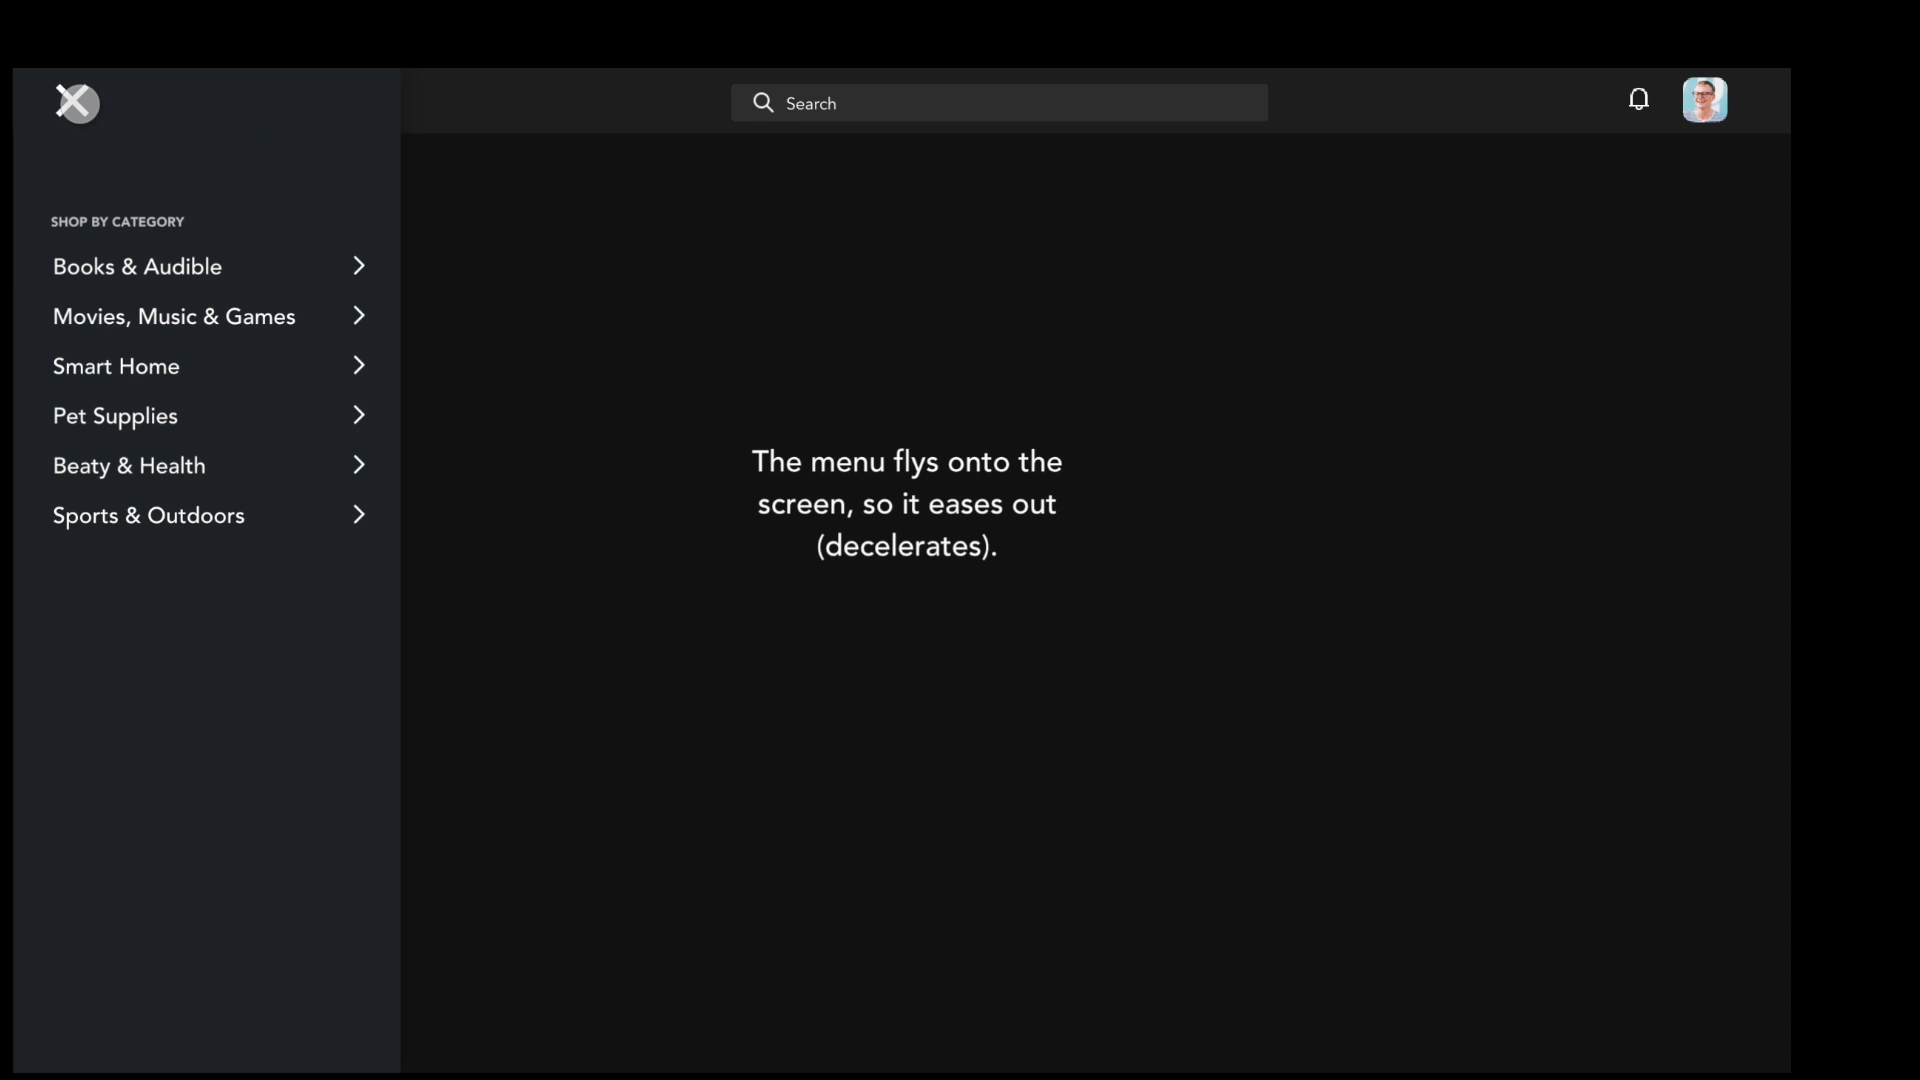 Search
SHOP BY CATEGORY
Books & Audible
Movies, Music & Games
Smart Home
Pet Supplies
Beaty & Health
Sports & Outdoors
The menu flys onto the
screen, so it eases out
(decelerates).